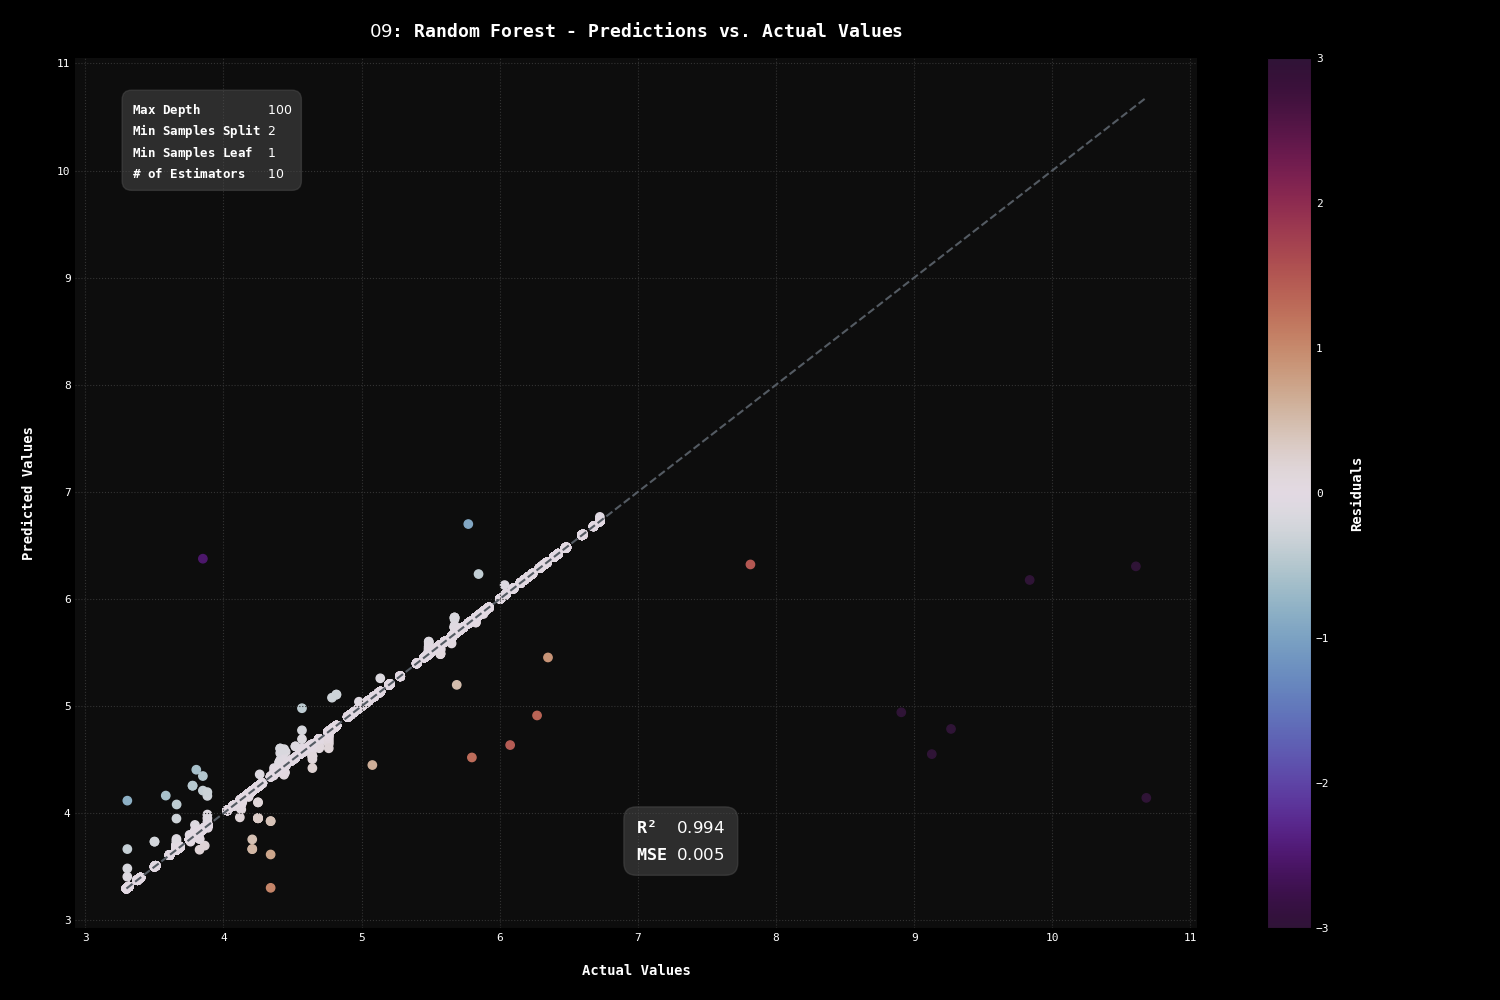 09: Random Forest - Predictions vs. Actual Values
Max Depth 100
Min Samples Split 2
Min Samples Leaf 1
# of Estimators 10
R² 0.994
MSE 0.005
Predicted Values
11
10
9
8
7
6
5
4
3
3 4 5 6 7 8 9 10 11
Actual Values
3
2
1
0
−1
−2
−3
Residuals